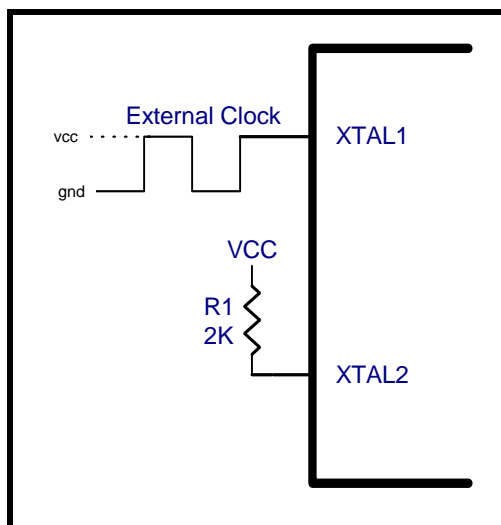 External Clock
vcc
XTAL1
gnd
VCC
R1
2K
XTAL2